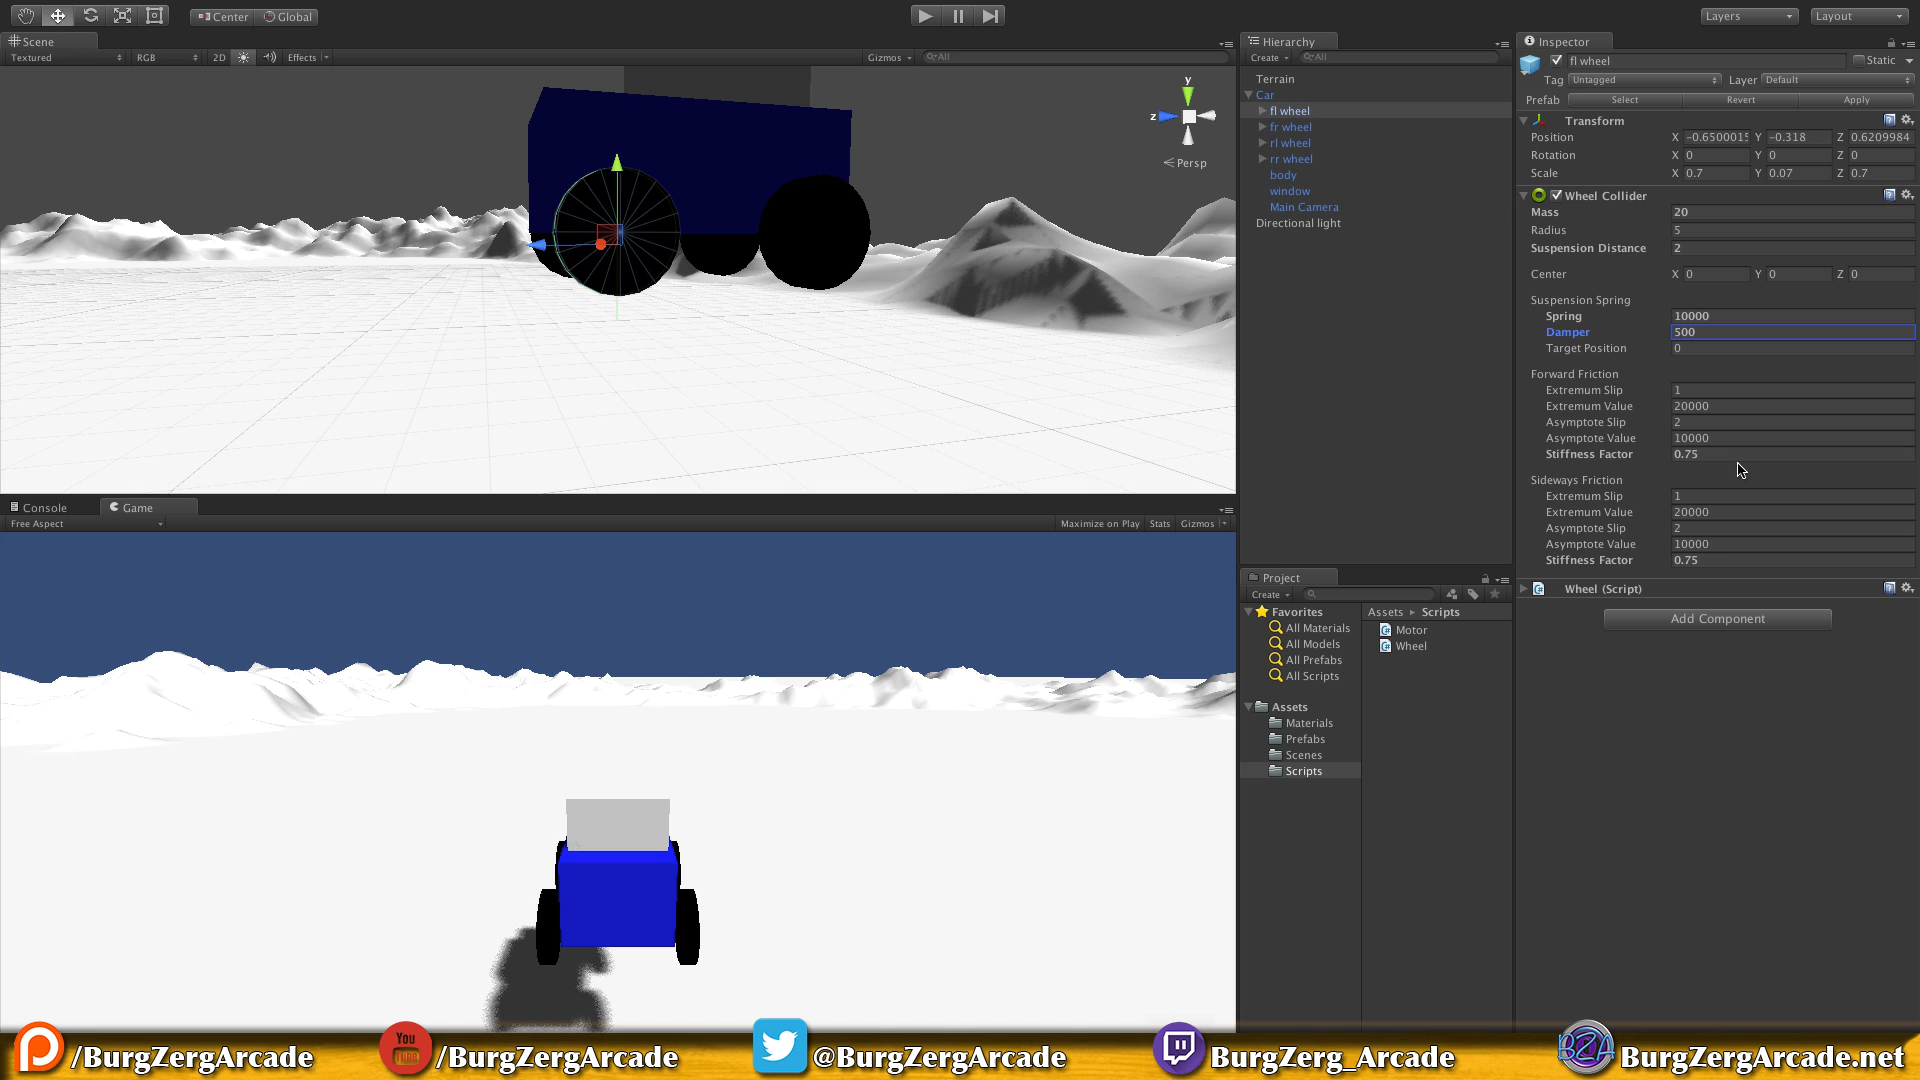 Center Global Layers Layout
Scene
Textured RGB 2D Effects Gizmos All
y
z
Persp
Console Game
Free Aspect Maximize on Play Stats Gizmos
Hierarchy
Create All
Terrain
Car
fl wheel
fr wheel
rl wheel
rr wheel
body
window
Main Camera
Directional light
Project
Create
Favorites
All Materials
All Models
All Prefabs
All Scripts
Assets
Materials
Prefabs
Scenes
Scripts
Assets Scripts
Motor
Wheel
Inspector
fl wheel Static
Tag Untagged Layer Default
Prefab Select Revert Apply
Transform
Position X -0.6500015 Y -0.318 Z 0.6209984
Rotation X 0 Y 0 Z 0
Scale X 0.7 Y 0.07 Z 0.7
Wheel Collider
Mass 20
Radius 5
Suspension Distance 2
Center X 0 Y 0 Z 0
Suspension Spring
Spring 10000
Damper 500
Target Position 0
Forward Friction
Extremum Slip 1
Extremum Value 20000
Asymptote Slip 2
Asymptote Value 10000
Stiffness Factor 0.75
Sideways Friction
Extremum Slip 1
Extremum Value 20000
Asymptote Slip 2
Asymptote Value 10000
Stiffness Factor 0.75
Wheel (Script)
Add Component
/BurgZergArcade You Tube /BurgZergArcade @BurgZergArcade BurgZerg_Arcade BZA BurgZergArcade.net